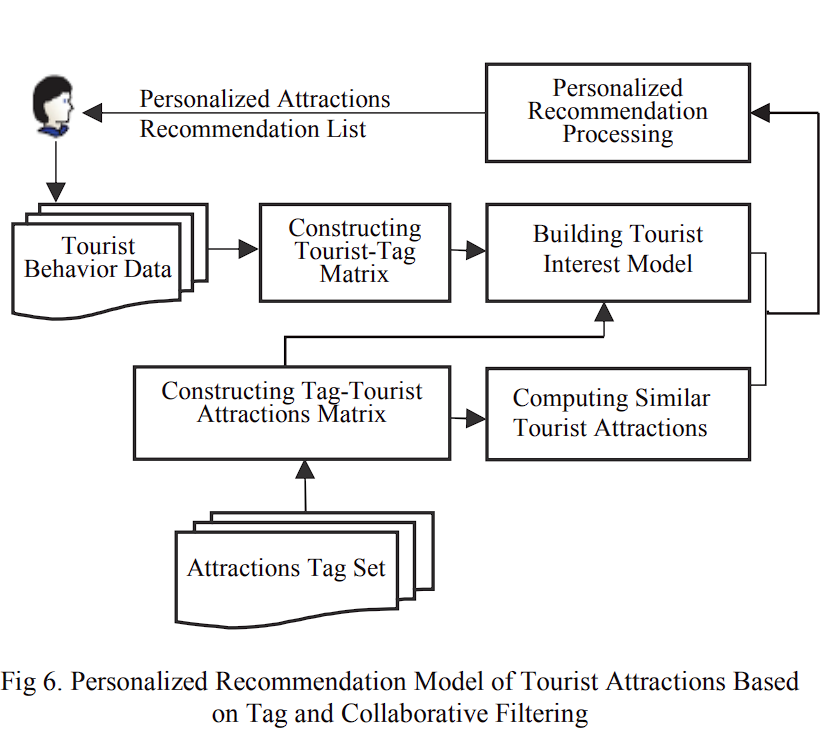 Personalized Attractions
Recommendation List
Personalized
Recommendation
Processing
Tourist
Behavior Data
Constructing
Tourist-Tag
Matrix
Building Tourist
Interest Model
Constructing Tag-Tourist
Attractions Matrix
Computing Similar
Tourist Attractions
Attractions Tag Set
Fig 6. Personalized Recommendation Model of Tourist Attractions Based
on Tag and Collaborative Filtering